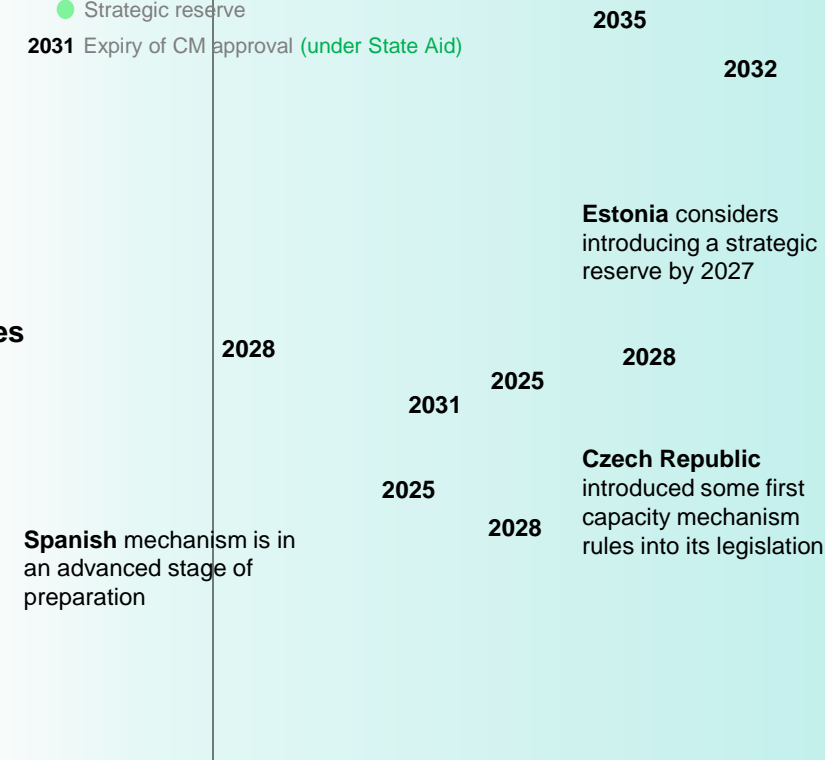 Strategic reserve
2031 Expiry of CM approval (under State Aid)
2035
2032
Estonia considers
introducing a strategic
reserve by 2027
es
2028
2028
2025
2031
Czech Republic
introduced some first
capacity mechanism
rules into its legislation
2025
2028
Spanish mechanism is in
an advanced stage of
preparation